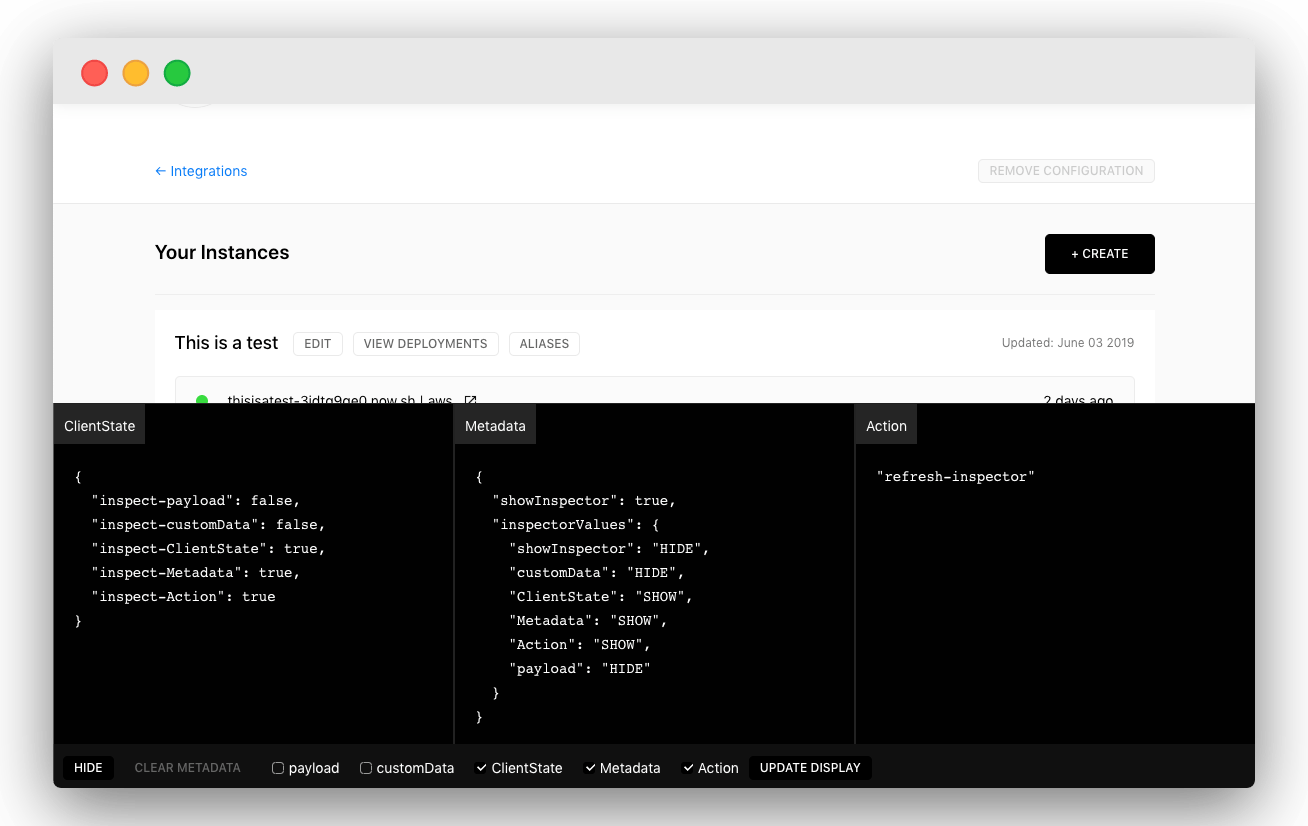 ← Integrations
REMOVE CONFIGURATION
Your Instances
+ CREATE
This is a test
EDIT
VIEW DEPLOYMENTS
ALIASES
Updated: June 03 2019
2 days ago
ClientState
{
"inspect-payload": false,
"inspect-customData": false,
"inspect-ClientState": true,
"inspect-Metadata": true,
"inspect-Action": true
}
Metadata
{
"showInspector": true,
"inspectorValues": {
"showInspector": "HIDE",
"customData": "HIDE",
"ClientState": "SHOW",
"Metadata": "SHOW",
"Action": "SHOW",
"payload": "HIDE"
}
}
Action
"refresh-inspector"
HIDE
CLEAR METADATA
payload
customData
ClientState
Metadata
Action
UPDATE DISPLAY